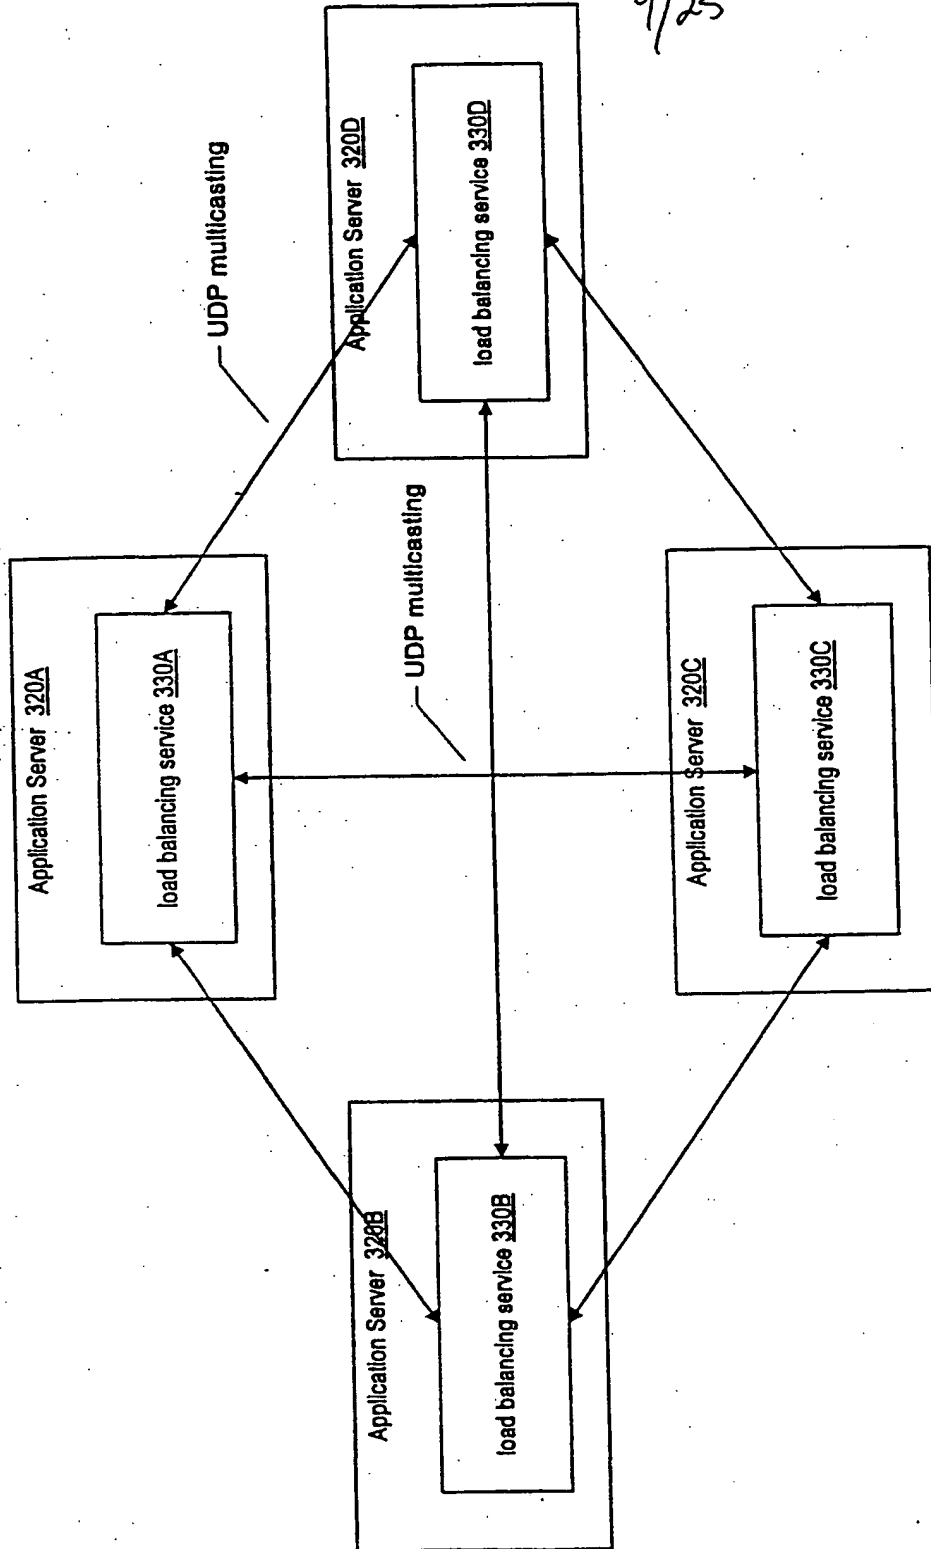 9/25
Application Server 320A
load balancing service 330A
UDP multicasting
Application Server 320B
load balancing service 330B
UDP multicasting
Application Server 320D
load balancing service 330D
Application Server 320C
load balancing service 330C